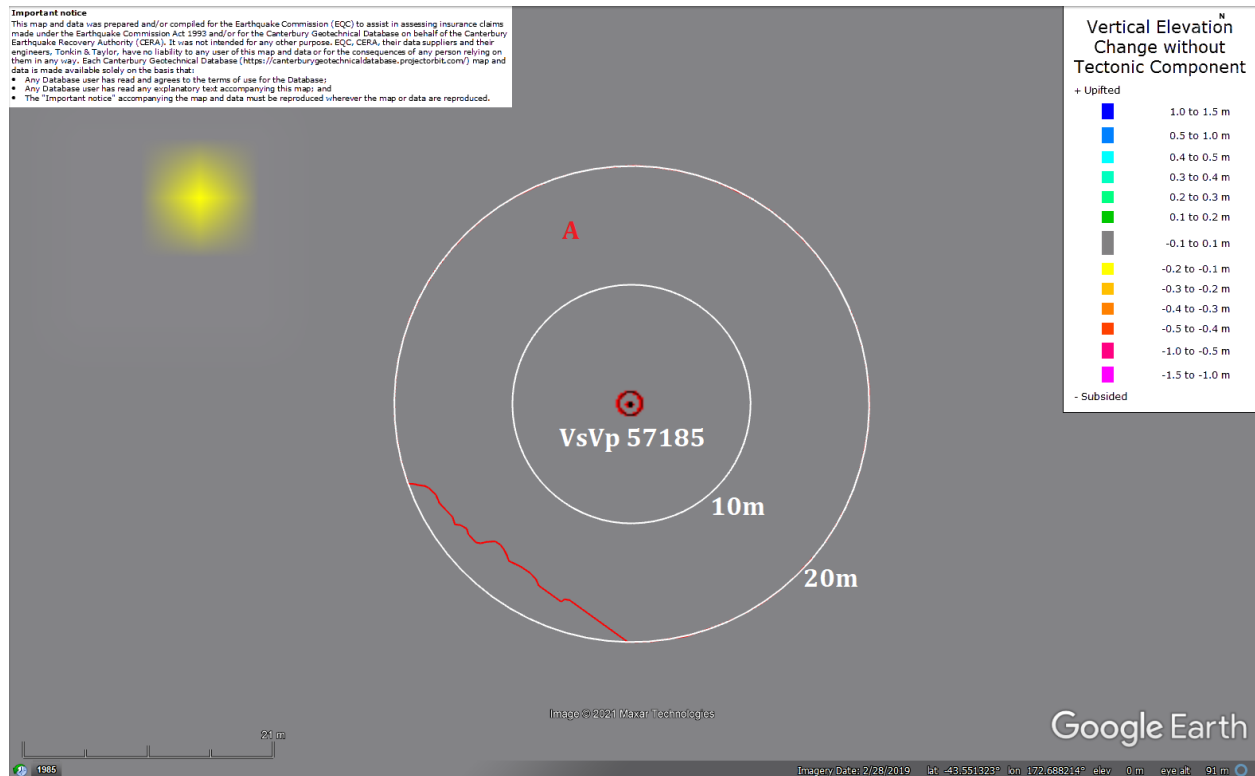 Important notice
This map and data was prepared and/or compiled for the Earthquake Commission (EQC) to assist in assessing insurance claims
made under the Earthquake Commission Act 1993 and/or for the Canterbury Geotechnical Database on behalf of the Canterbury
Earthquake Recovery Authority (CERA). It was not intended for any other purpose. EQC, CERA, their data suppliers and their
engineers, Tonkin & Taylor, have no liability to any user of this map and data or for the consequences of any person relying on
them in any way. Each Canterbury Geotechnical Database (https://canterburygeotechnicaldatabase.projectorbit.com/) map and
data is made available solely on the basis that:
• Any Database user has read and agrees to the terms of use for the Database;
• Any Database user has read any explanatory text accompanying this map; and
• The "Important notice" accompanying the map and data must be reproduced wherever the map or data are reproduced.
N
Vertical Elevation
Change without
Tectonic Component
+ Upifted
1.0 to 1.5 m
0.5 to 1.0 m
0.4 to 0.5 m
0.3 to 0.4 m
0.2 to 0.3 m
0.1 to 0.2 m
-0.1 to 0.1 m
-0.2 to -0.1 m
-0.3 to -0.2 m
-0.4 to -0.3 m
-0.5 to -0.4 m
-1.0 to -0.5 m
-1.5 to -1.0 m
- Subsided
A
VsVp 57185
10m
20m
Image © 2021 Maxar Technologies
Google Earth
21 m
1985
Imagery Date: 2/28/2019 lat -43.551323° lon 172.688214° elev 0 m eye alt 91 m